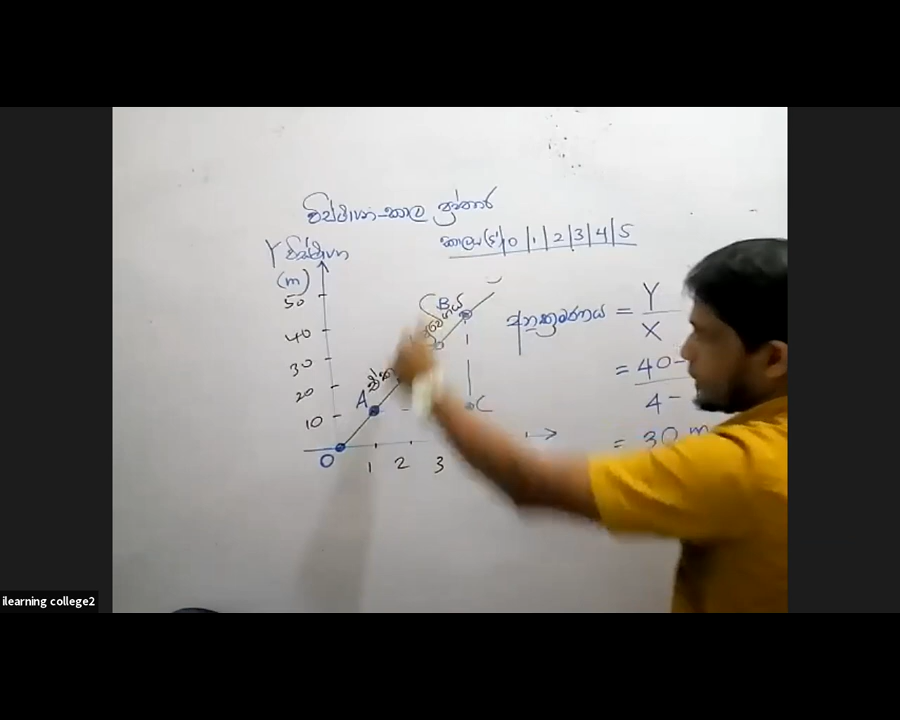 විස්ථාපන-කාල ප්‍රස්තාර
Y විස්ථාපන
(m)
කාලය(s) 0 | 1 | 2 | 3 | 4 | 5
50
40
30
20
10
0
1 2 3
A
B
C
අනුක්‍රමණය = Y
X
= 40-
4 -
= 30 m
ilearning college2